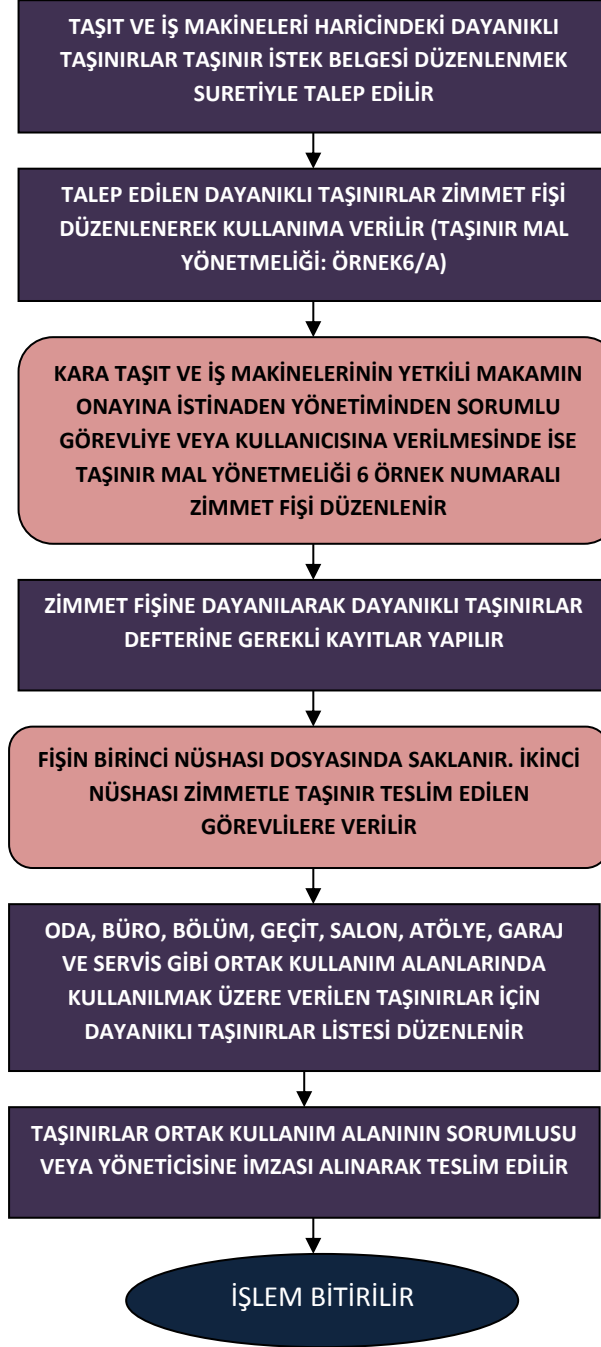 TAŞIT VE İŞ MAKİNELERİ HARİCİNDEKİ DAYANIKLI
TAŞINIRLAR TAŞINIR İSTEK BELGESİ DÜZENLENMEK
SURETİYLE TALEP EDİLİR
TALEP EDİLEN DAYANIKLI TAŞINIRLAR ZİMMET FİŞİ
DÜZENLENEREK KULLANIMA VERİLİR (TAŞINIR MAL
YÖNETMELİĞİ: ÖRNEK6/A)
KARA TAŞIT VE İŞ MAKİNELERİNİN YETKİLİ MAKAMIN
ONAYINA İSTİNADEN YÖNETİMİNDEN SORUMLU
GÖREVLİYE VEYA KULLANICISINA VERİLMESİNDE İSE
TAŞINIR MAL YÖNETMELİĞİ 6 ÖRNEK NUMARALI
ZİMMET FİŞİ DÜZENLENİR
ZİMMET FİŞİNE DAYANILARAK DAYANIKLI TAŞINIRLAR
DEFTERİNE GEREKLİ KAYITLAR YAPILIR
FİŞİN BİRİNCİ NÜSHASI DOSYASINDA SAKLANIR. İKİNCİ
NÜSHASI ZİMMETLE TAŞINIR TESLİM EDİLEN
GÖREVLİLERE VERİLİR
ODA, BÜRO, BÖLÜM, GEÇİT, SALON, ATÖLYE, GARAJ
VE SERVİS GİBİ ORTAK KULLANIM ALANLARINDA
KULLANILMAK ÜZERE VERİLEN TAŞINIRLAR İÇİN
DAYANIKLI TAŞINIRLAR LİSTESİ DÜZENLENİR
TAŞINIRLAR ORTAK KULLANIM ALANININ SORUMLUSU
VEYA YÖNETİCİSİNE İMZASI ALINARAK TESLİM EDİLİR
İŞLEM BİTİRİLİR